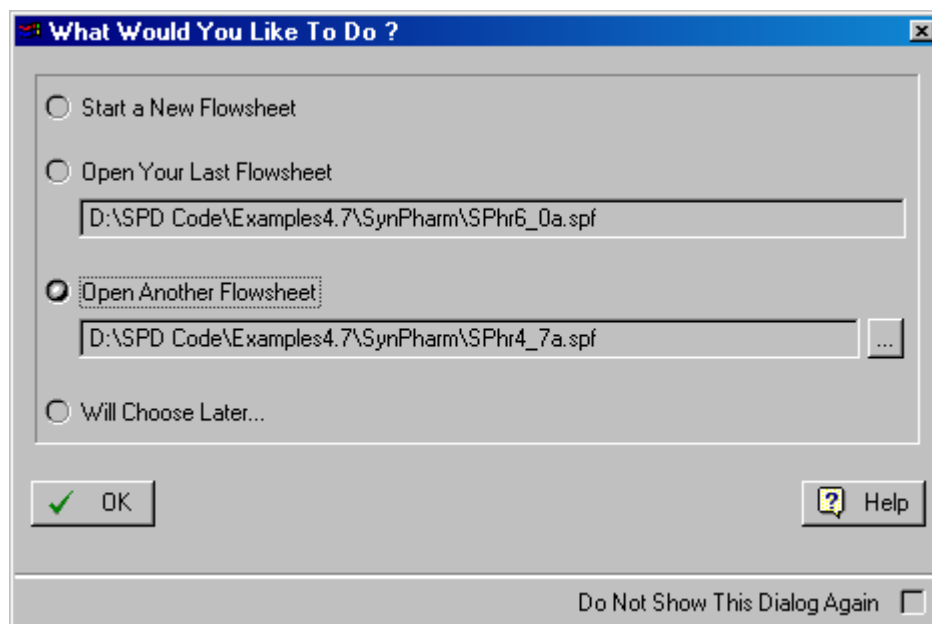 What Would You Like To Do ?
Start a New Flowsheet
Open Your Last Flowsheet
D:\SPD Code\Examples4.7\SynPharm\SPhr6_0a.spf
Open Another Flowsheet
D:\SPD Code\Examples4.7\SynPharm\SPhr4_7a.spf
...
Will Choose Later...
OK
Help
Do Not Show This Dialog Again